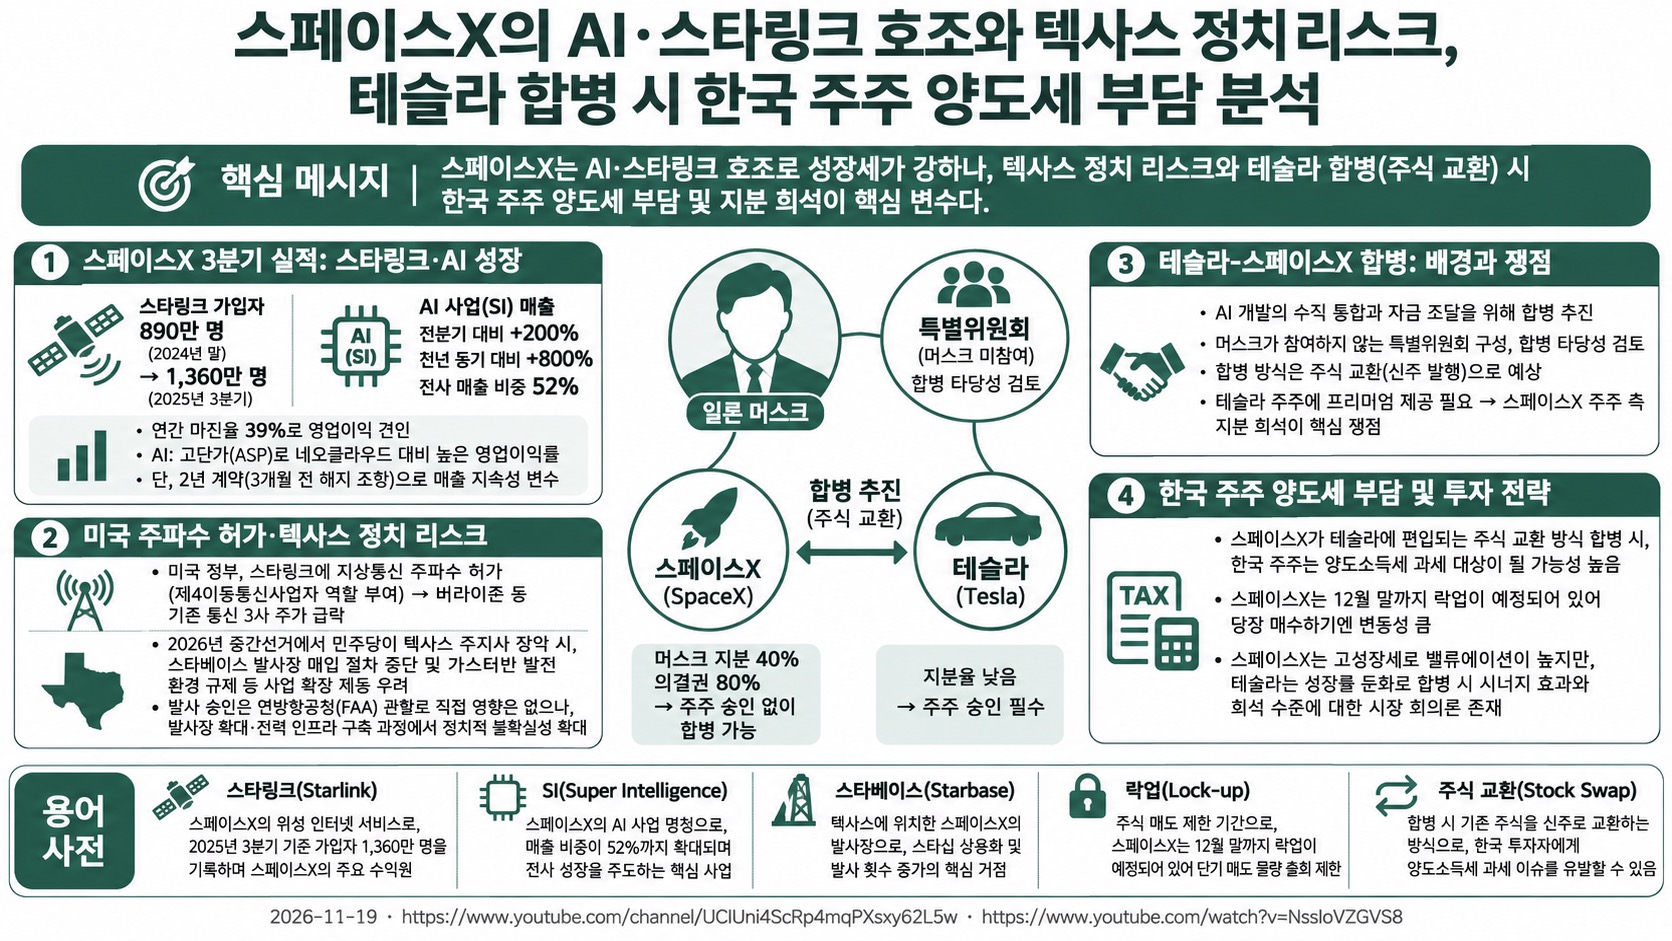 스페이스X의 AI·스타링크 호조와 텍사스 정치리스크,
테슬라 합병 시 한국 주주 양도세 부담 분석
핵심 메시지
스페이스X는 AI·스타링크 호조로 성장세가 강하나, 텍사스 정치 리스크와 테슬라 합병(주식 교환) 시
한국 주주 양도세 부담 및 지분 희석이 핵심 변수다.
1 스페이스X 3분기 실적: 스타링크·AI 성장
스타링크 가입자
890만 명
(2024년 말)
→ 1,360만 명
(2025년 3분기)
AI
(SI)
AI 사업(SI) 매출
전분기 대비 +200%
천년 동기 대비 +800%
전사 매출 비중 52%
• 연간 마진율 39%로 영업이익 견인
• AI: 고단가(ASP)로 네오클라우드 대비 높은 영업이익률
• 단, 2년 계약(3개월 전 해지 조항)으로 매출 지속성 변수
2 미국 주파수 허가·텍사스 정치 리스크
• 미국 정부, 스타링크에 지상통신 주파수 허가
(제4이동통신사업자 역할 부여) → 버라이존 동
기존 통신 3사 주가 급락
• 2026년 중간선거에서 민주당이 텍사스 주지사 장악 시,
스타베이스 발사장 매입 절차 중단 및 가스터반 발전
환경 규제 등 사업 확장 제동 우려
• 발사 승인은 연방항공청(FAA) 관할로 직접 영향은 없으나,
발사장 확대·전력 인프라 구축 과정에서 정치적 불확실성 확대
일론 머스크
특별위원회
(머스크 미참여)
합병 타당성 검토
합병 추진
(주식 교환)
스페이스X
(SpaceX)
테슬라
(Tesla)
머스크 지분 40%
의결권 80%
→ 주주 승인 없이
합병 가능
지분율 낮음
→ 주주 승인 필수
3 테슬라-스페이스X 합병: 배경과 쟁점
• AI 개발의 수직 통합과 자금 조달을 위해 합병 추진
• 머스크가 참여하지 않는 특별위원회 구성, 합병 타당성 검토
• 합병 방식은 주식 교환(신주 발행)으로 예상
• 테슬라 주주에 프리미엄 제공 필요 → 스페이스X 주주 측
지분 희석이 핵심 쟁점
4 한국 주주 양도세 부담 및 투자 전략
TAX
• 스페이스X가 테슬라에 편입되는 주식 교환 방식 합병 시,
한국 주주는 양도소득세 과세 대상이 될 가능성 높음
• 스페이스X는 12월 말까지 락업이 예정되어 있어
당장 매수하기엔 변동성 큼
• 스페이스X는 고성장세로 밸류에이션이 높지만,
테슬라는 성장률 둔화로 합병 시 시너지 효과와
희석 수준에 대한 시장 회의론 존재
용어
사전
스타링크(Starlink)
스페이스X의 위성 인터넷 서비스로,
2025년 3분기 기준 가입자 1,360만 명을
기록하며 스페이스X의 주요 수익원
SI(Super Intelligence)
스페이스X의 AI 사업 명청으로,
매출 비중이 52%까지 확대되며
전사 성장을 주도하는 핵심 사업
스타베이스(Starbase)
텍사스에 위치한 스페이스X의
발사장으로, 스타십 상용화 및
발사 횟수 증가의 핵심 거점
락업(Lock-up)
주식 매도 제한 기간으로,
스페이스X는 12월 말까지 락업이
예정되어 있어 단기 매도 물량 출회 제한
주식 교환(Stock Swap)
합병 시 기존 주식을 신주로 교환하는
방식으로, 한국 투자자에게
양도소득세 과세 이슈를 유발할 수 있음
2026-11-19 · https://www.youtube.com/channel/UCIUni4ScRp4mqPXsxy62L5w · https://www.youtube.com/watch?v=NssIoVZGVS8